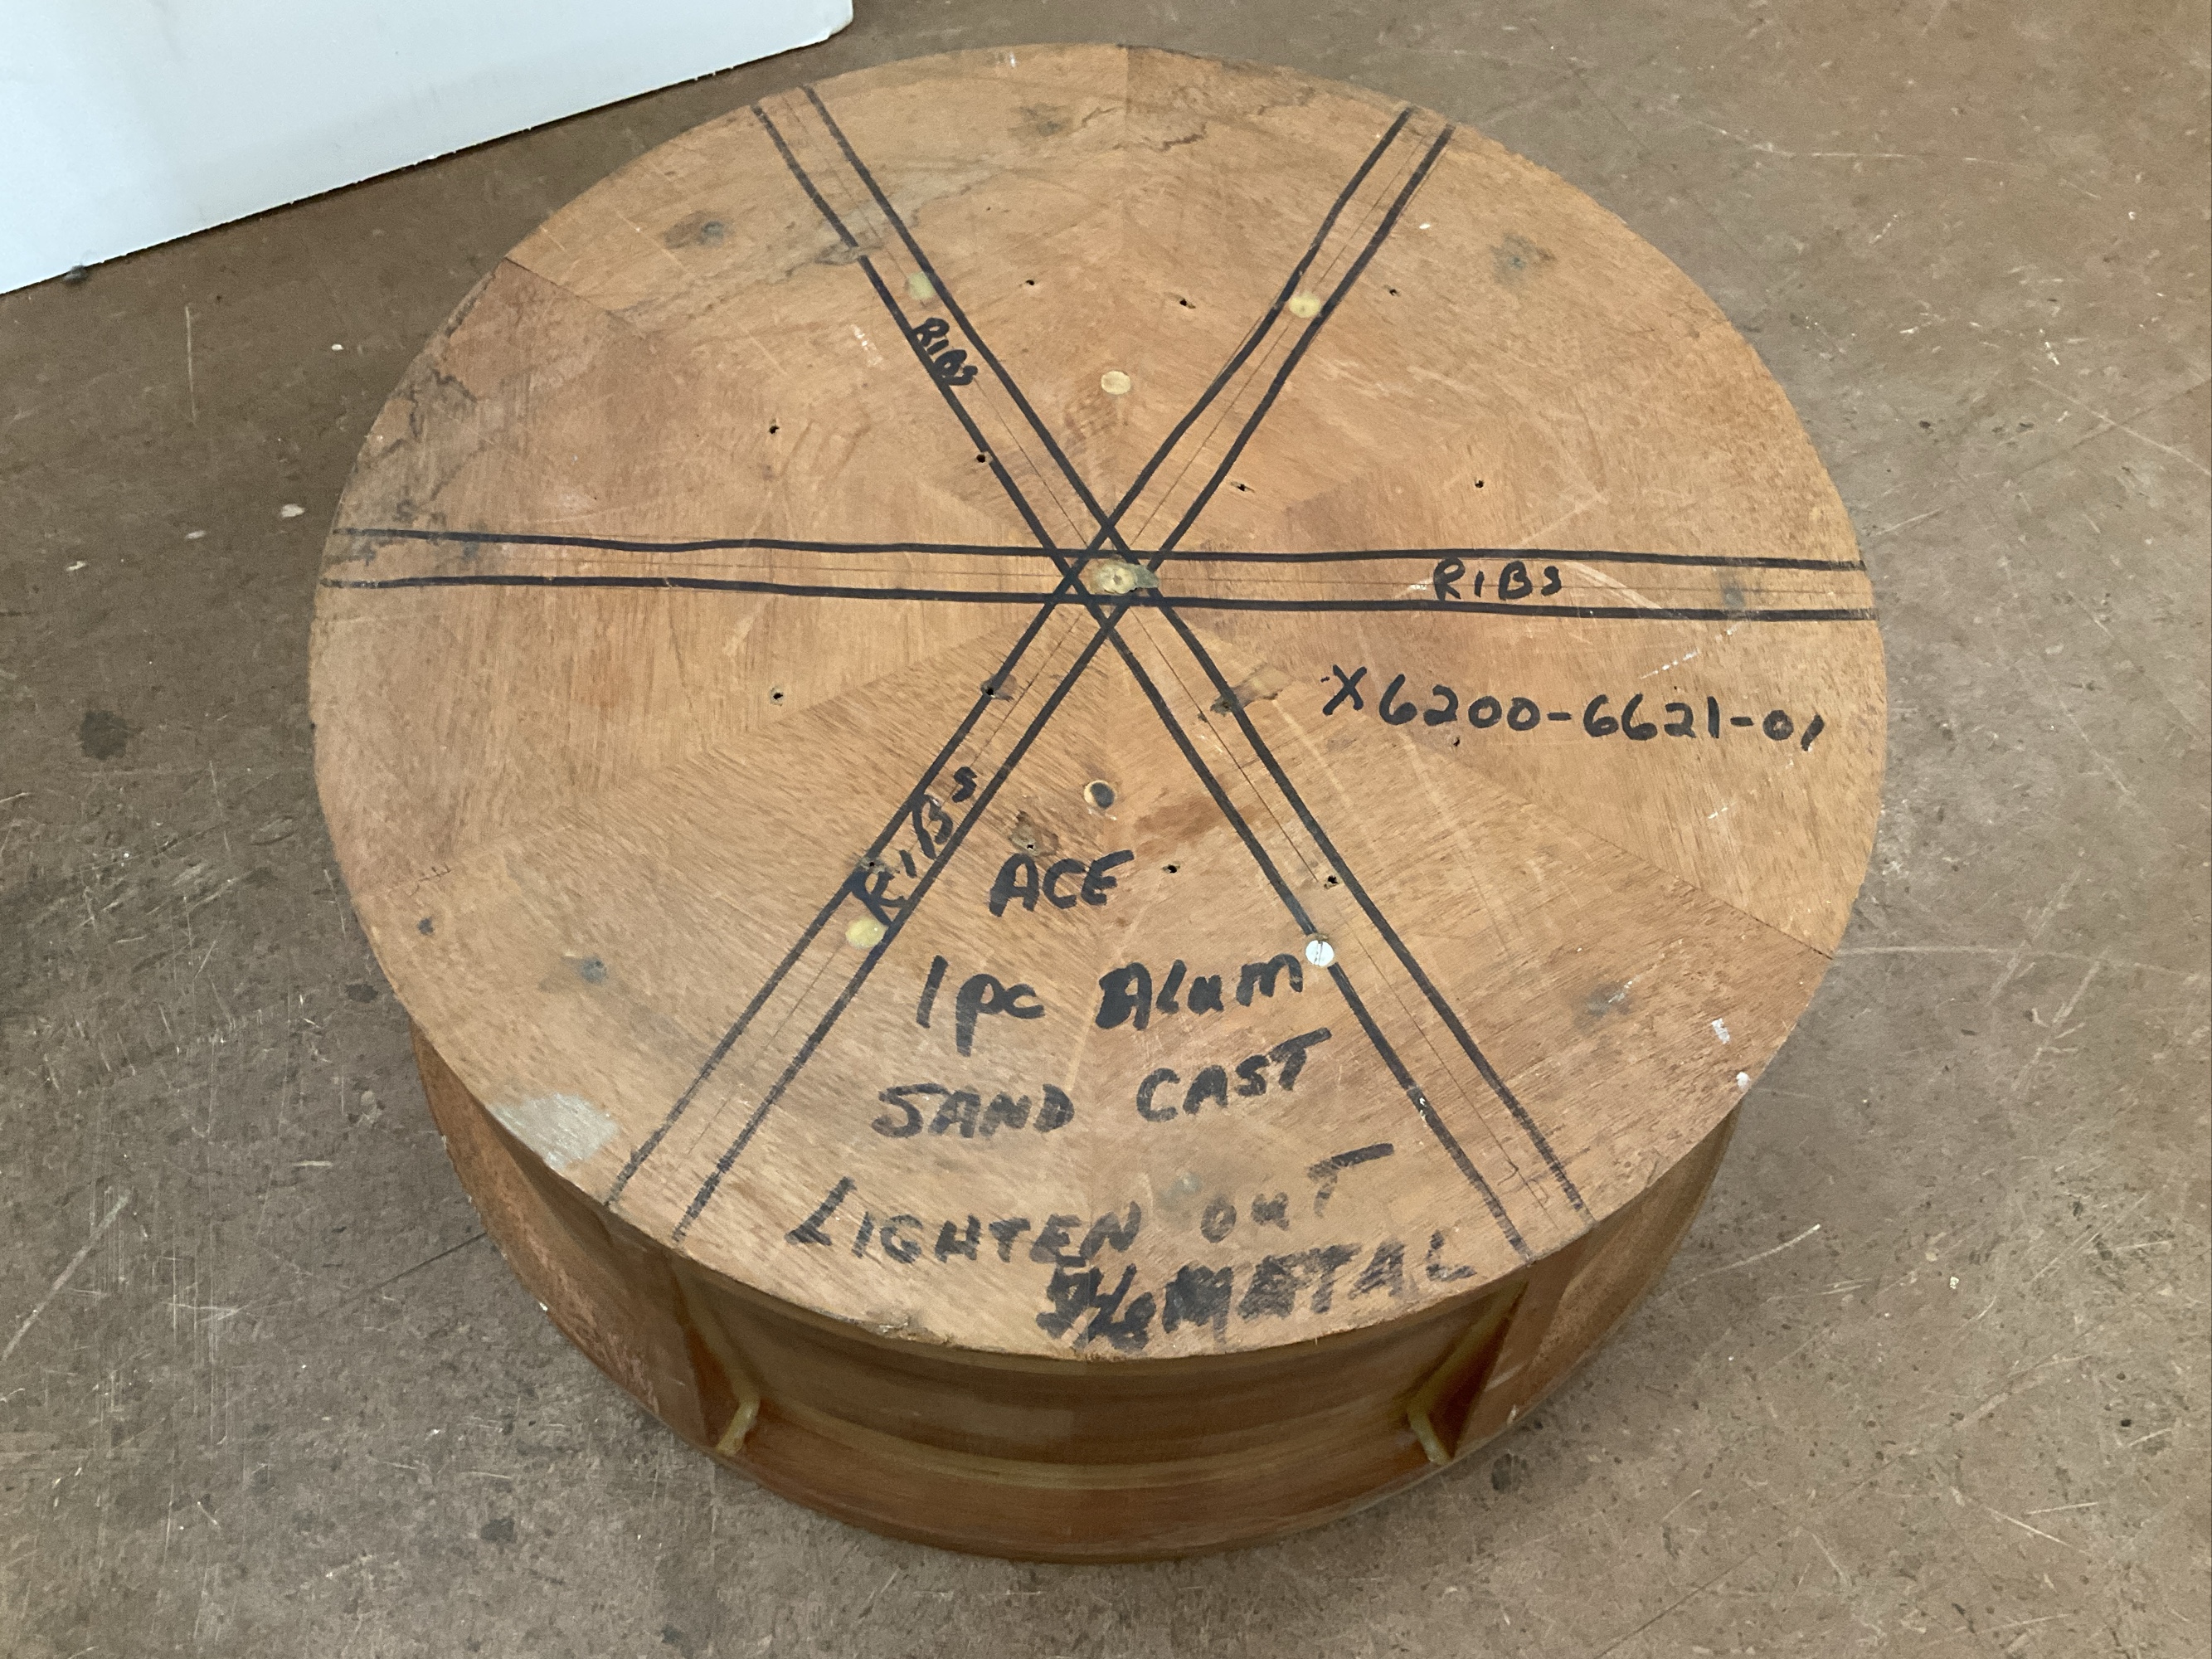 RIBS
RIBS
X6200-6621-01
RIBS
ACE
1pc Alum
SAND CAST
LIGHTEN OuT
METAL